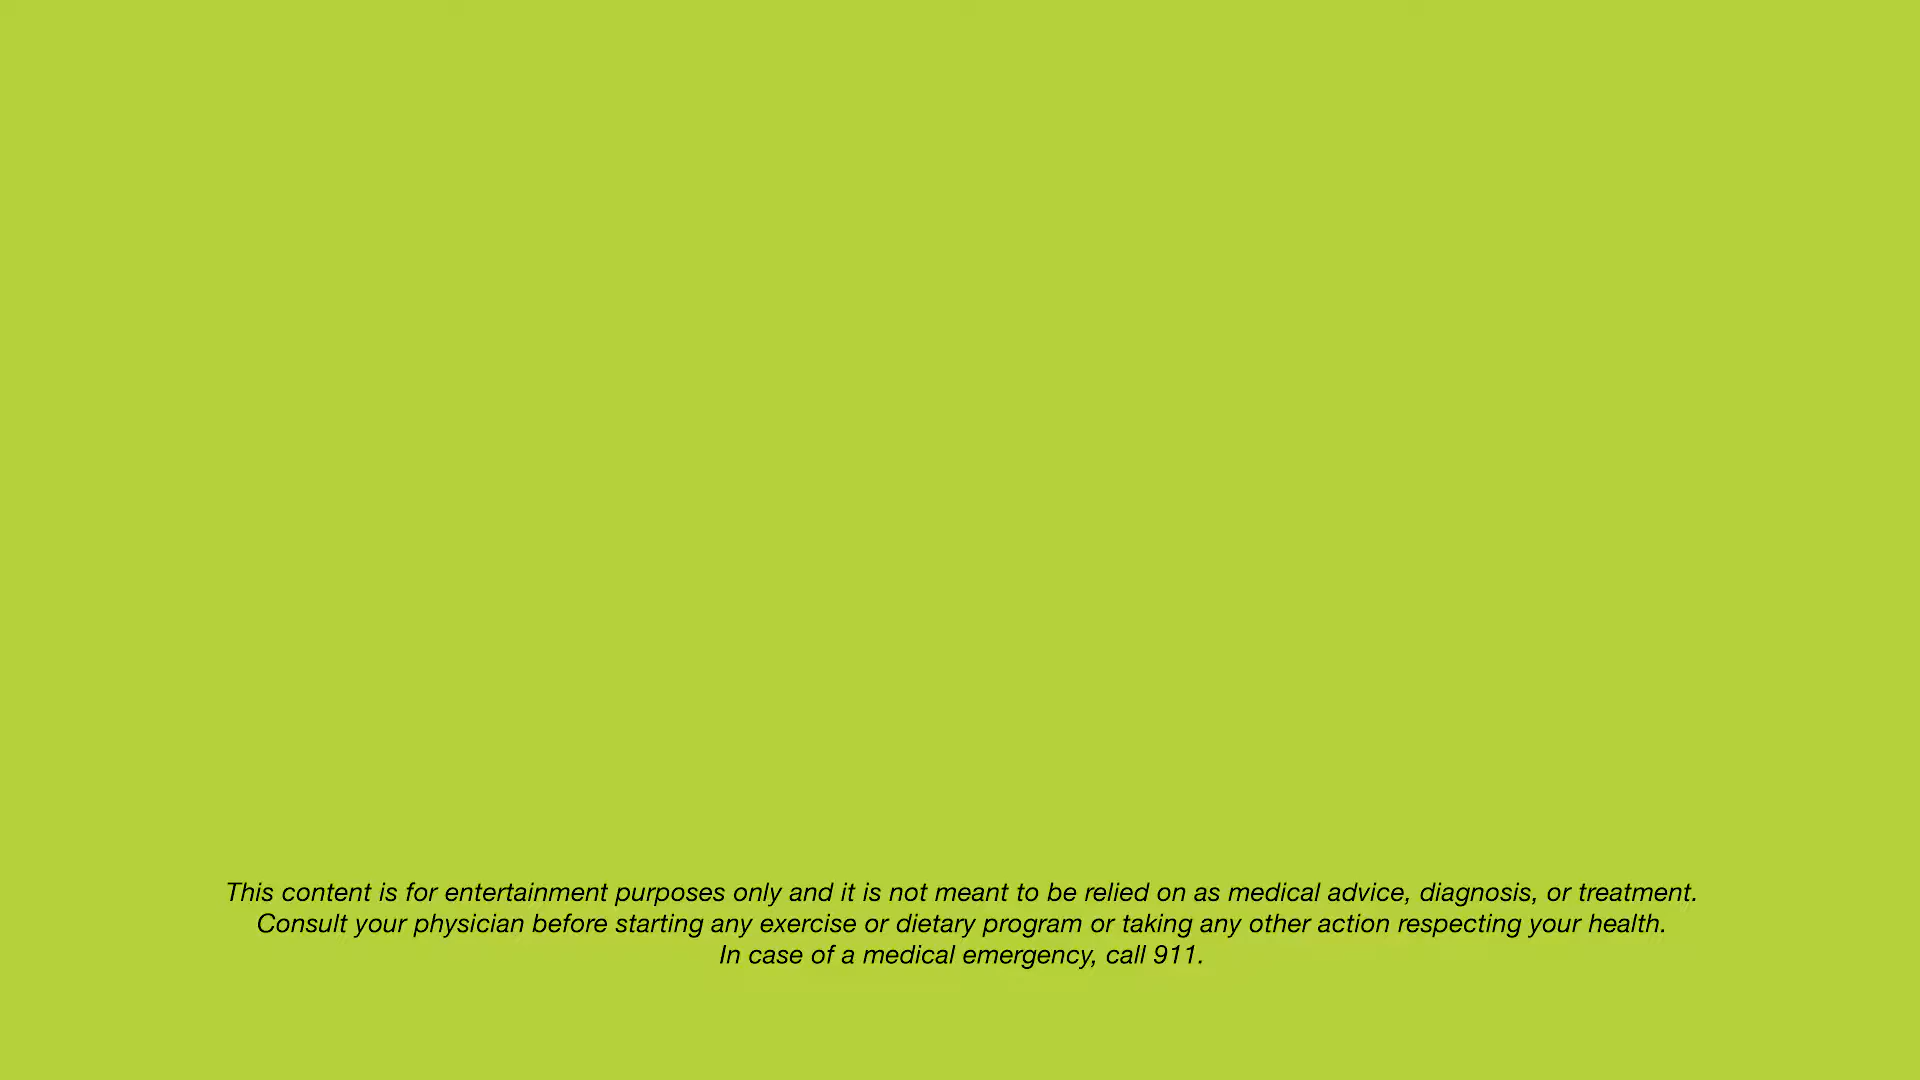 This content is for entertainment purposes only and it is not meant to be relied on as medical advice, diagnosis, or treatment.
Consult your physician before starting any exercise or dietary program or taking any other action respecting your health.
In case of a medical emergency, call 911.